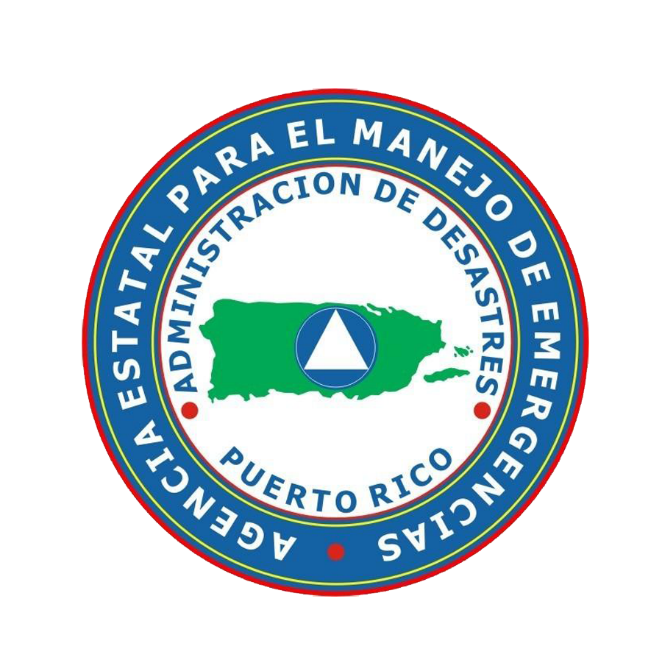 AGENCIA ESTATAL PARA EL MANEJO DE EMERGENCIAS
ADMINISTRACION DE DESASTRES
PUERTO RICO